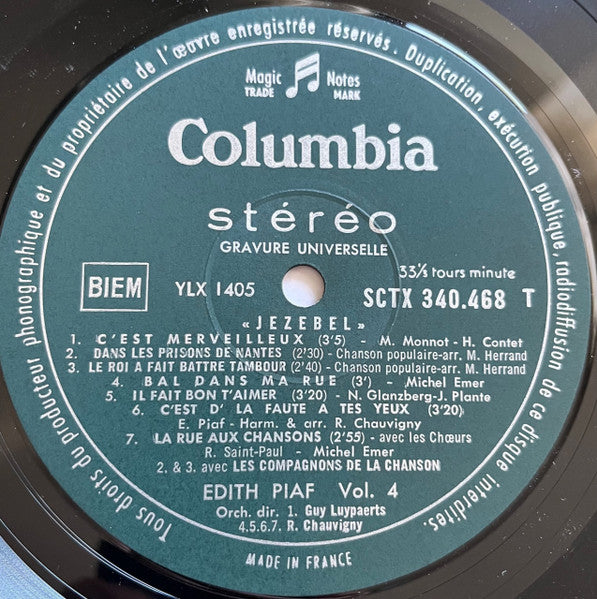 Tous droits du producteur phonographique et du propriétaire de l'œuvre enregistrée réservés. Duplication, exécution publique, radiodiffusion de ce disque interdites.
Magic Notes
TRADE MARK
Columbia
stéréo
GRAVURE UNIVERSELLE
33⅓ tours minute
BIEM YLX 1405 SCTX 340.468 T
«JEZEBEL»
1. C'EST MERVEILLEUX (3'5) - M. Monnot - H. Contet
2. DANS LES PRISONS DE NANTES (2'30) - Chanson populaire-arr. M. Herrand
3. LE ROI A FAIT BATTRE TAMBOUR (2'40) - Chanson populaire-arr. M. Herrand
4. BAL DANS MA RUE (3') - Michel Emer
5. IL FAIT BON T'AIMER (3'20) - N. Glanzberg-J. Plante
6. C'EST D' LA FAUTE A TES YEUX (3'20)
E. Piaf - Harm. & arr. R. Chauvigny
7. LA RUE AUX CHANSONS (2'55) - avec les Chœurs
R. Saint-Paul - Michel Emer
2. & 3. avec LES COMPAGNONS DE LA CHANSON
EDITH PIAF Vol. 4
Orch. dir. 1. Guy Luypaerts
4.5.6.7. R. Chauvigny
MADE IN FRANCE